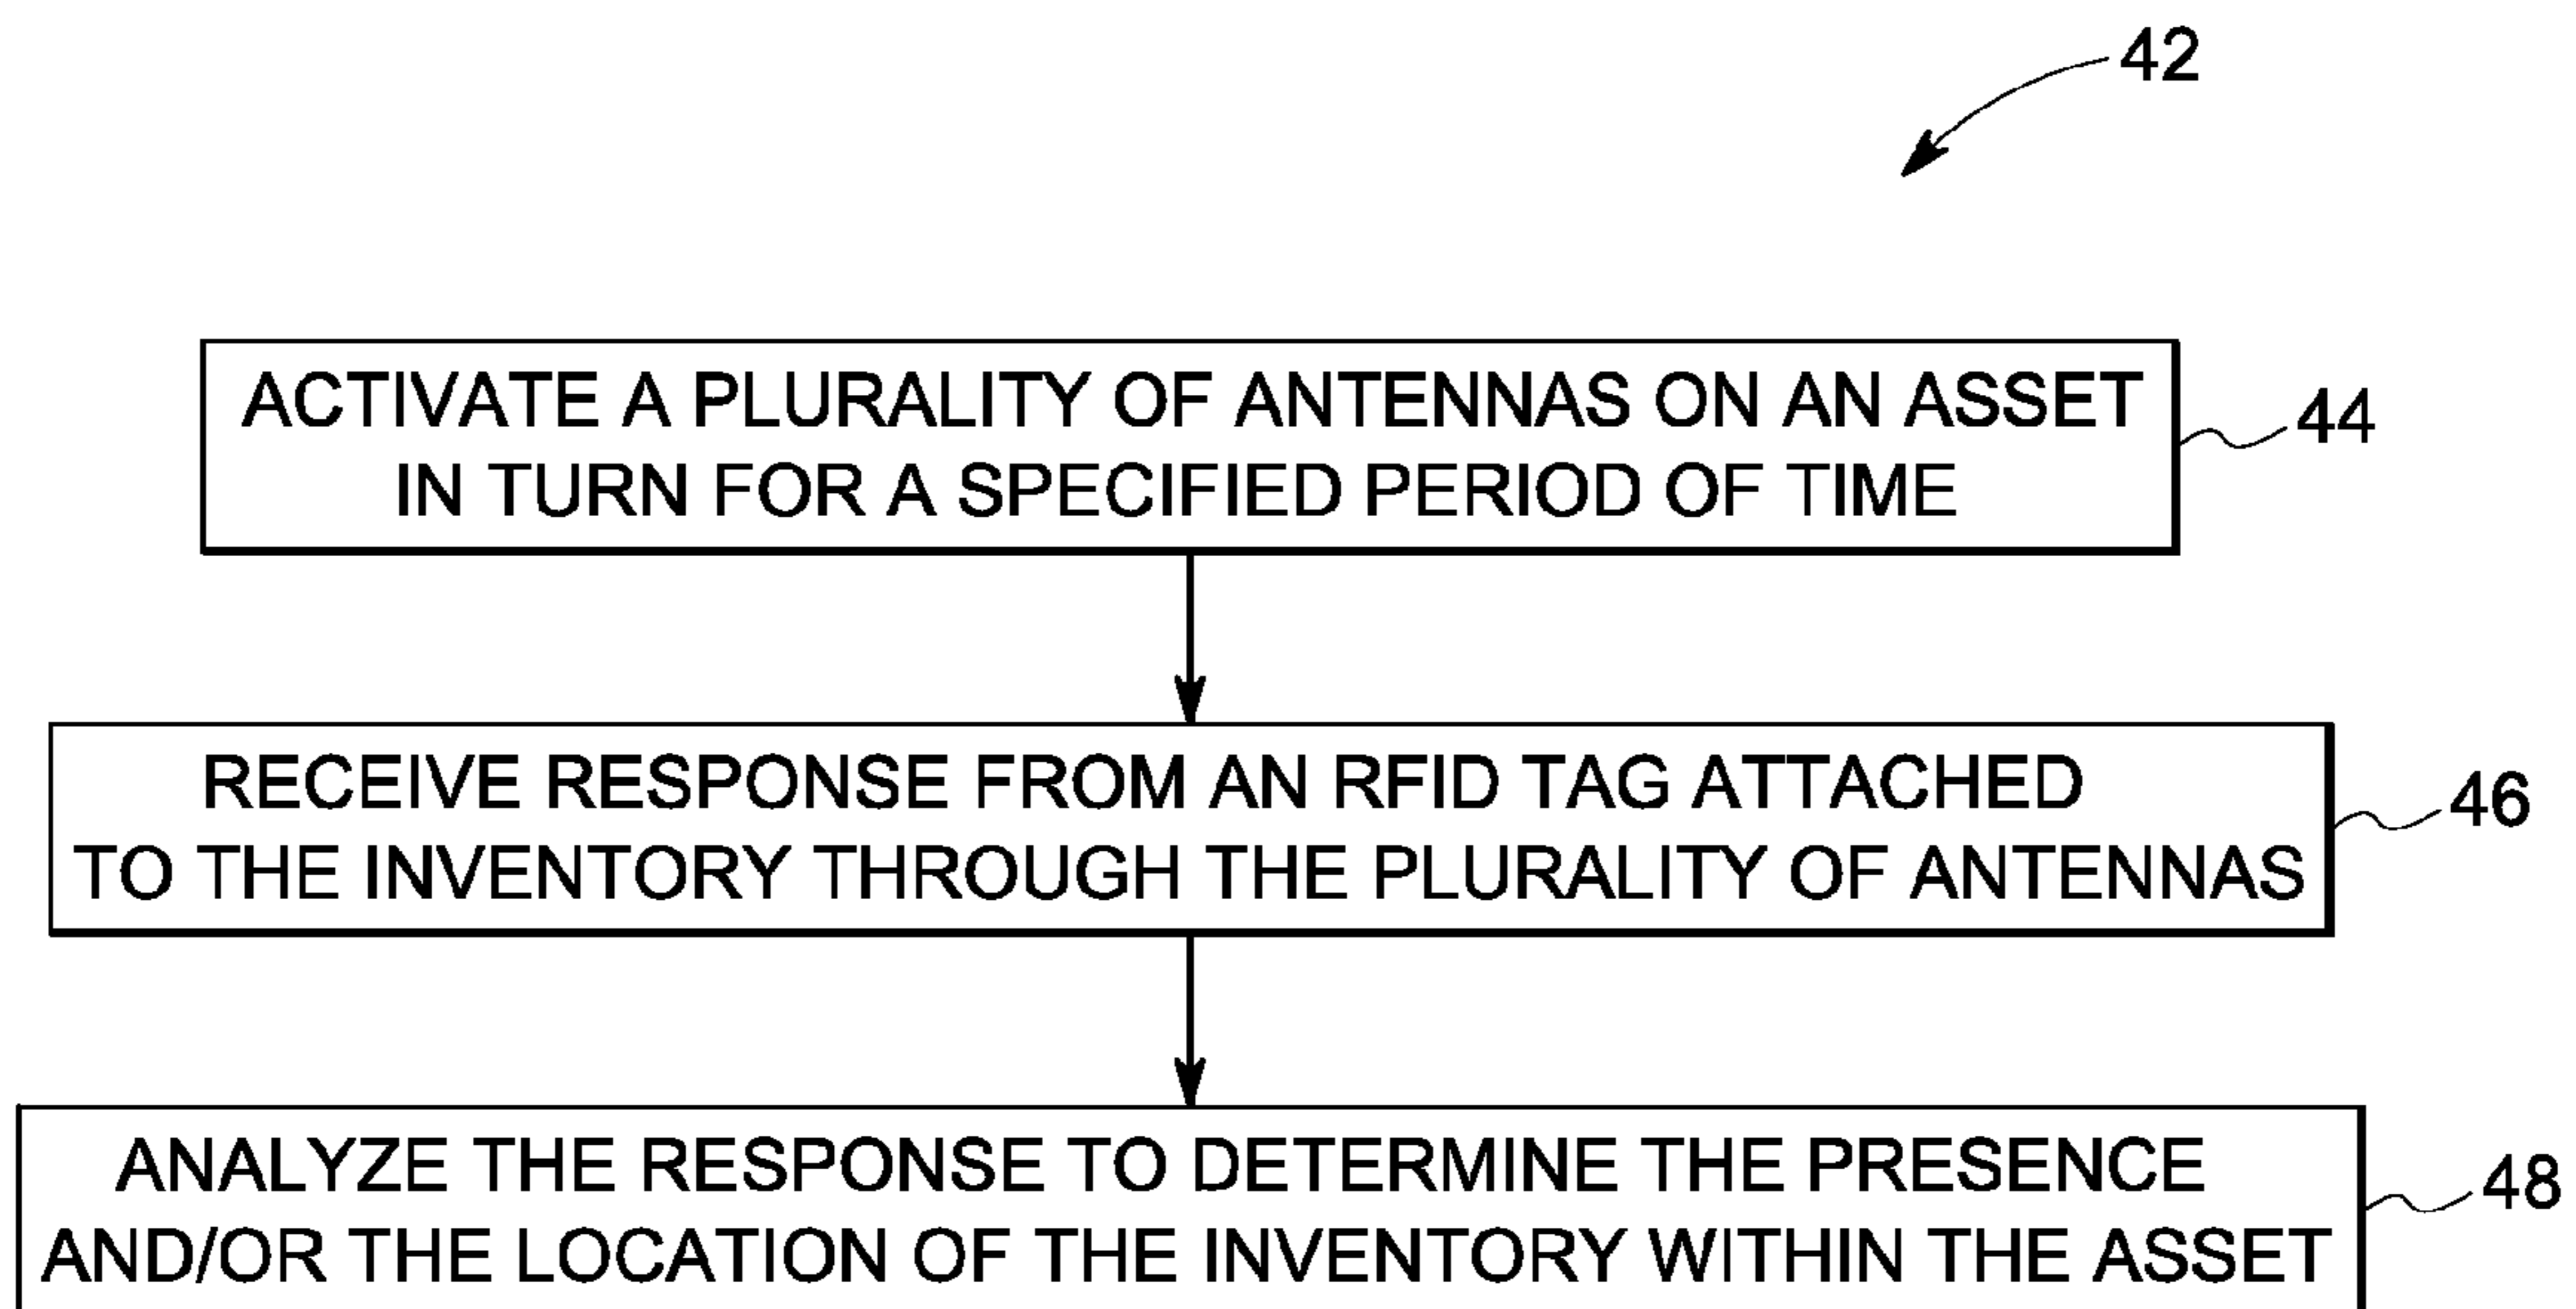 42
ACTIVATE A PLURALITY OF ANTENNAS ON AN ASSET
IN TURN FOR A SPECIFIED PERIOD OF TIME
44
RECEIVE RESPONSE FROM AN RFID TAG ATTACHED
TO THE INVENTORY THROUGH THE PLURALITY OF ANTENNAS
46
ANALYZE THE RESPONSE TO DETERMINE THE PRESENCE
AND/OR THE LOCATION OF THE INVENTORY WITHIN THE ASSET
48